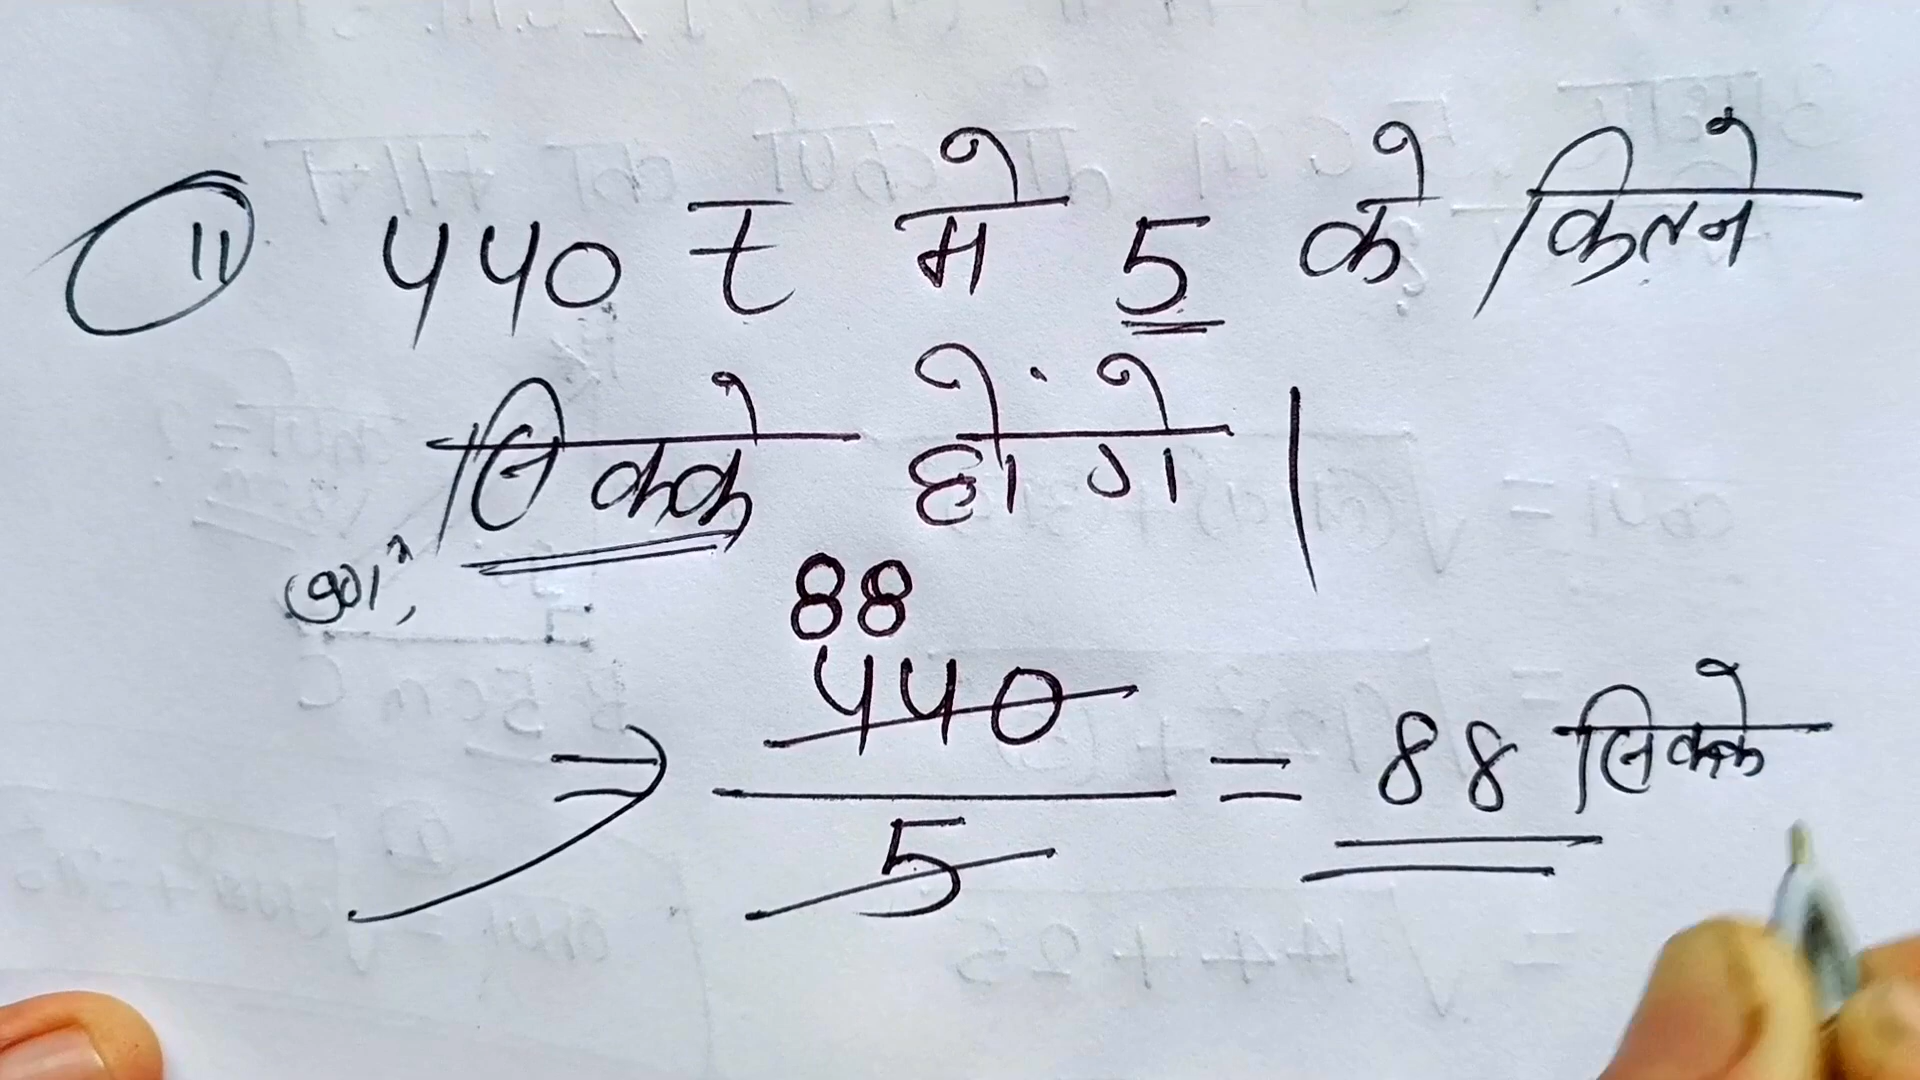 11 440 ₹ मे 5 के कितने
सिक्के होंगे |
88
440
⇒ ——— = 88 सिक्के
5